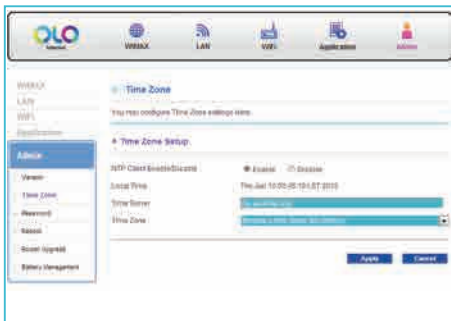 OLO
WiMAX
LAN
WiFi
Application
Admin
WiMAX
LAN
WiFi
Application
Admin
Version
Time Zone
Password
Reboot Upgrade
Battery Management
Time Zone
You may configure Time Zone settings here.
Time Zone Setup
NTP Client Enable/Disable
Enable
Disable
Local Time
Time Server
Time Zone
Apply
Cancel